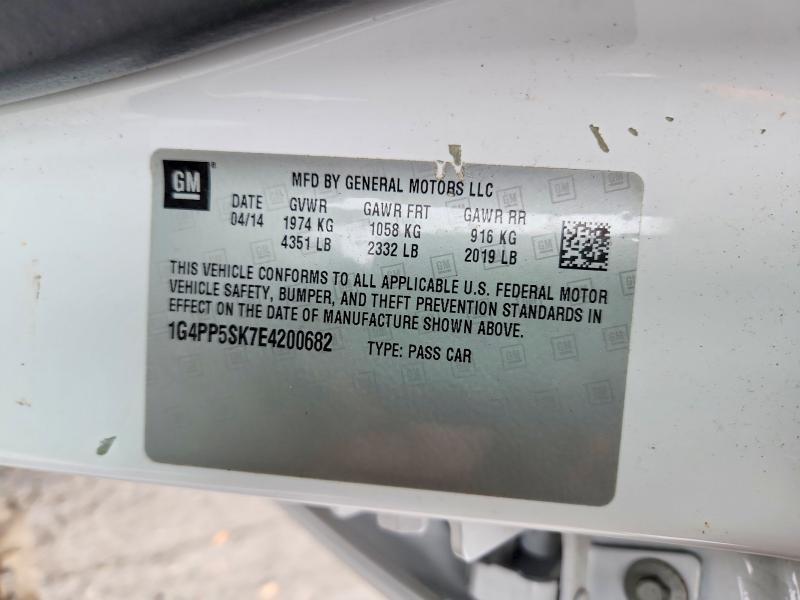 GM ®
MFD BY GENERAL MOTORS LLC
DATE GVWR GAWR FRT GAWR RR
04/14 1974 KG 1058 KG 916 KG
4351 LB 2332 LB 2019 LB
THIS VEHICLE CONFORMS TO ALL APPLICABLE U.S. FEDERAL MOTOR
VEHICLE SAFETY, BUMPER, AND THEFT PREVENTION STANDARDS IN
EFFECT ON THE DATE OF MANUFACTURE SHOWN ABOVE.
1G4PP5SK7E4200682 TYPE: PASS CAR